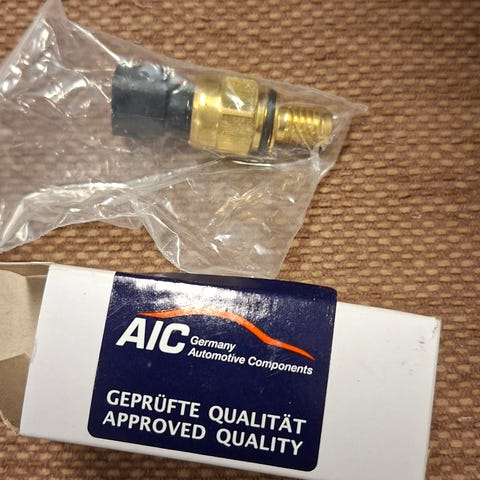 AIC Germany
Automotive Components
GEPRÜFTE QUALITÄT
APPROVED QUALITY